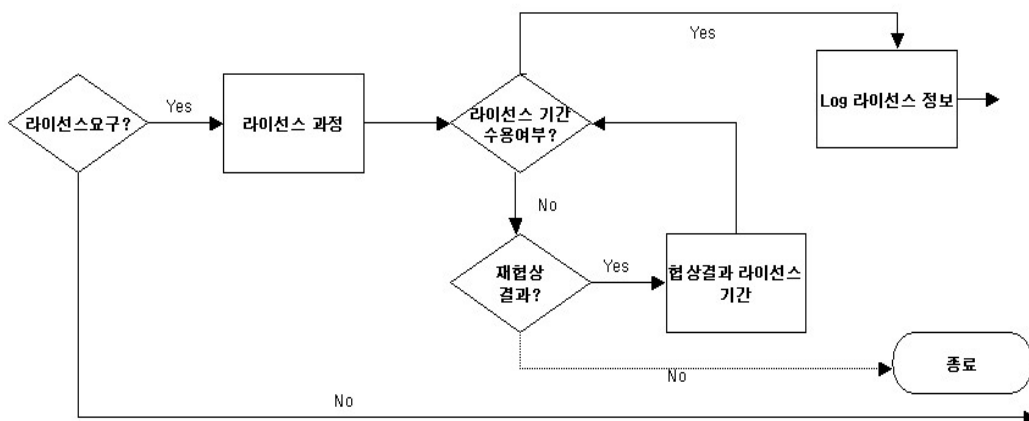 Yes
라이선스요구?
Yes
라이선스 과정
라이선스 기간
수용여부?
Log 라이선스 정보
No
재협상
결과?
Yes
협상결과 라이선스
기간
No
종료
No